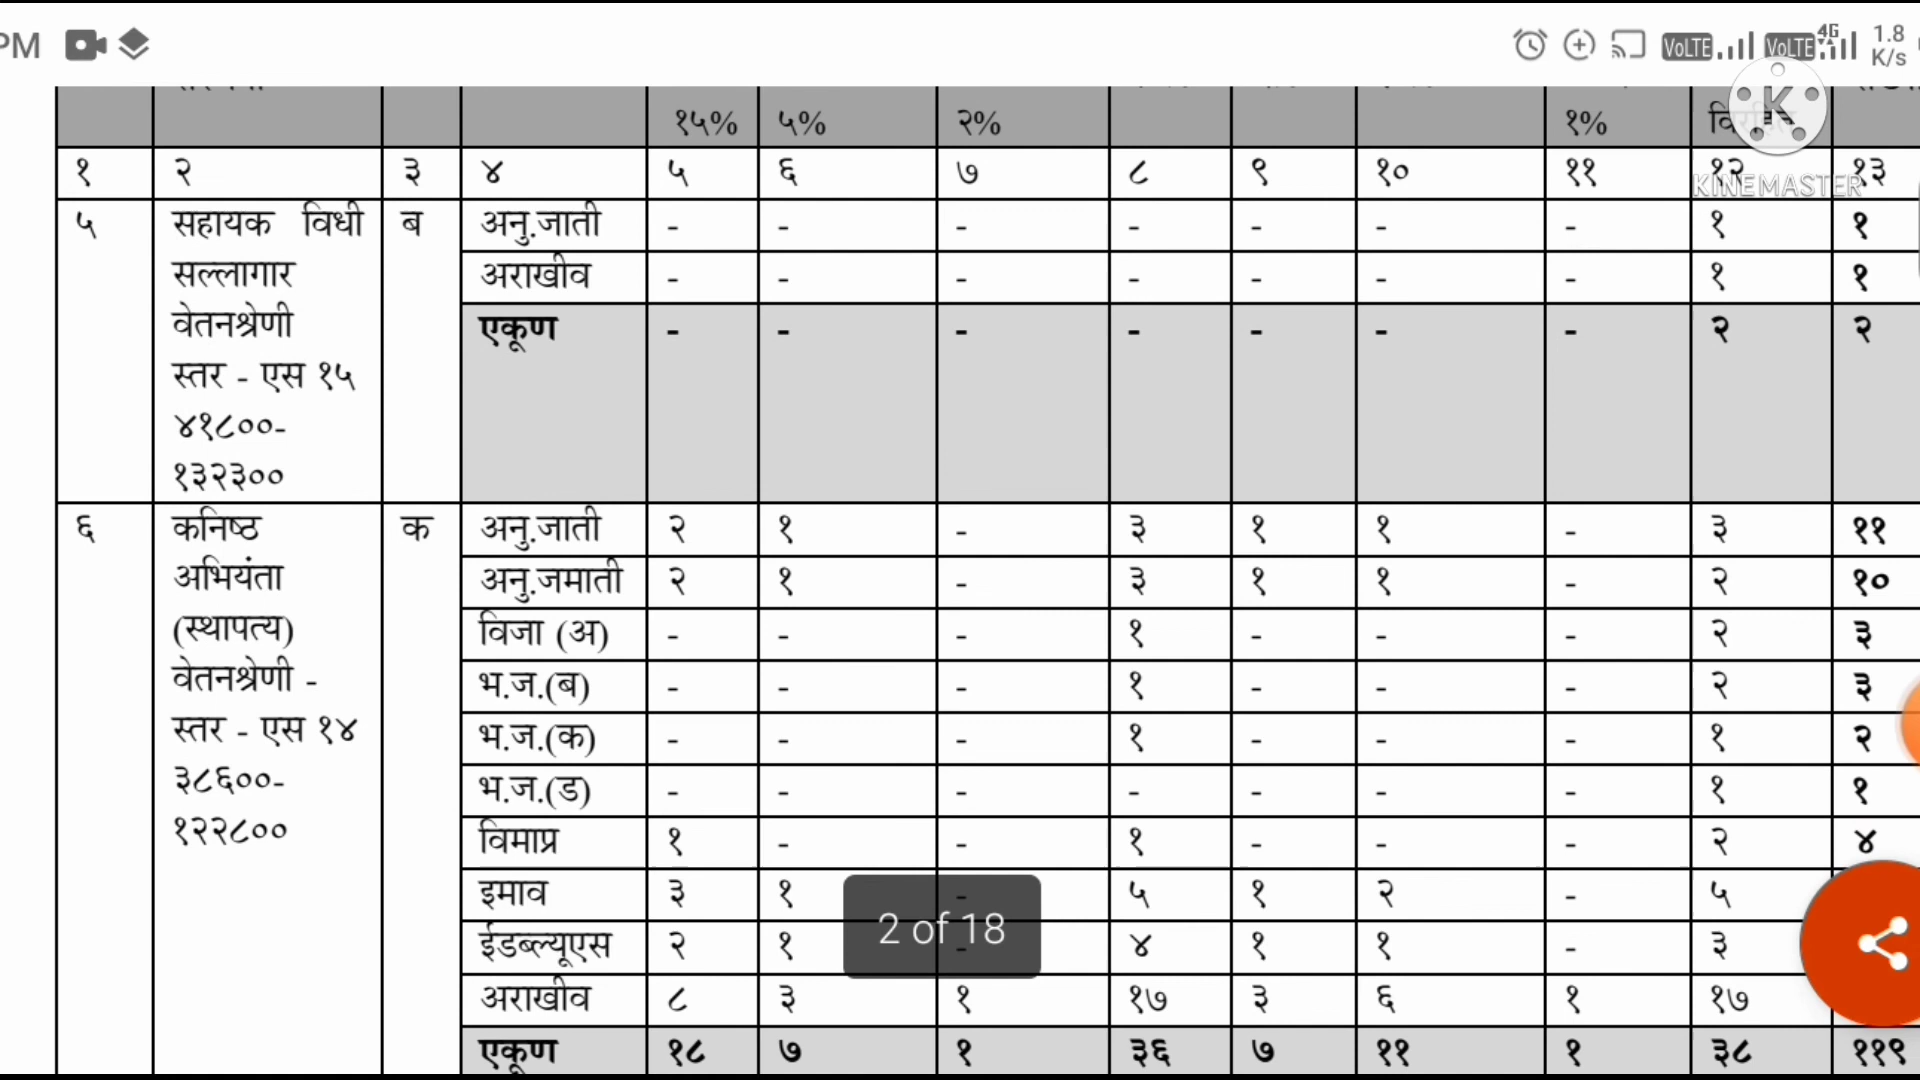 PM VoLTE VoLTE 4G 1.8 K/s
१५% ५% २% १%
K
१ २ ३ ४ ५ ६ ७ ८ ९ १० ११ १२ १३
KINEMASTER
५ सहायक विधी ब अनु.जाती - - - - - - - १ १
सल्लागार अराखीव - - - - - - - १ १
वेतनश्रेणी एकूण - - - - - - - २ २
स्तर - एस १५
४१८००-
१३२३००
६ कनिष्ठ क अनु.जाती २ १ - ३ १ १ - ३ ११
अभियंता अनु.जमाती २ १ - ३ १ १ - २ १०
(स्थापत्य) विजा (अ) - - - १ - - - २ ३
वेतनश्रेणी - भ.ज.(ब) - - - १ - - - २ ३
स्तर - एस १४ भ.ज.(क) - - - १ - - - १ २
३८६००- भ.ज.(ड) - - - - - - - १ १
१२२८०० विमाप्र १ - - १ - - - २ ४
इमाव ३ १ - ५ १ २ - ५
2 of 18
ईडब्ल्यूएस २ १ - ४ १ १ - ३
अराखीव ८ ३ १ १७ ३ ६ १ १७
एकूण १८ ७ १ ३६ ७ ११ १ ३८ ११९